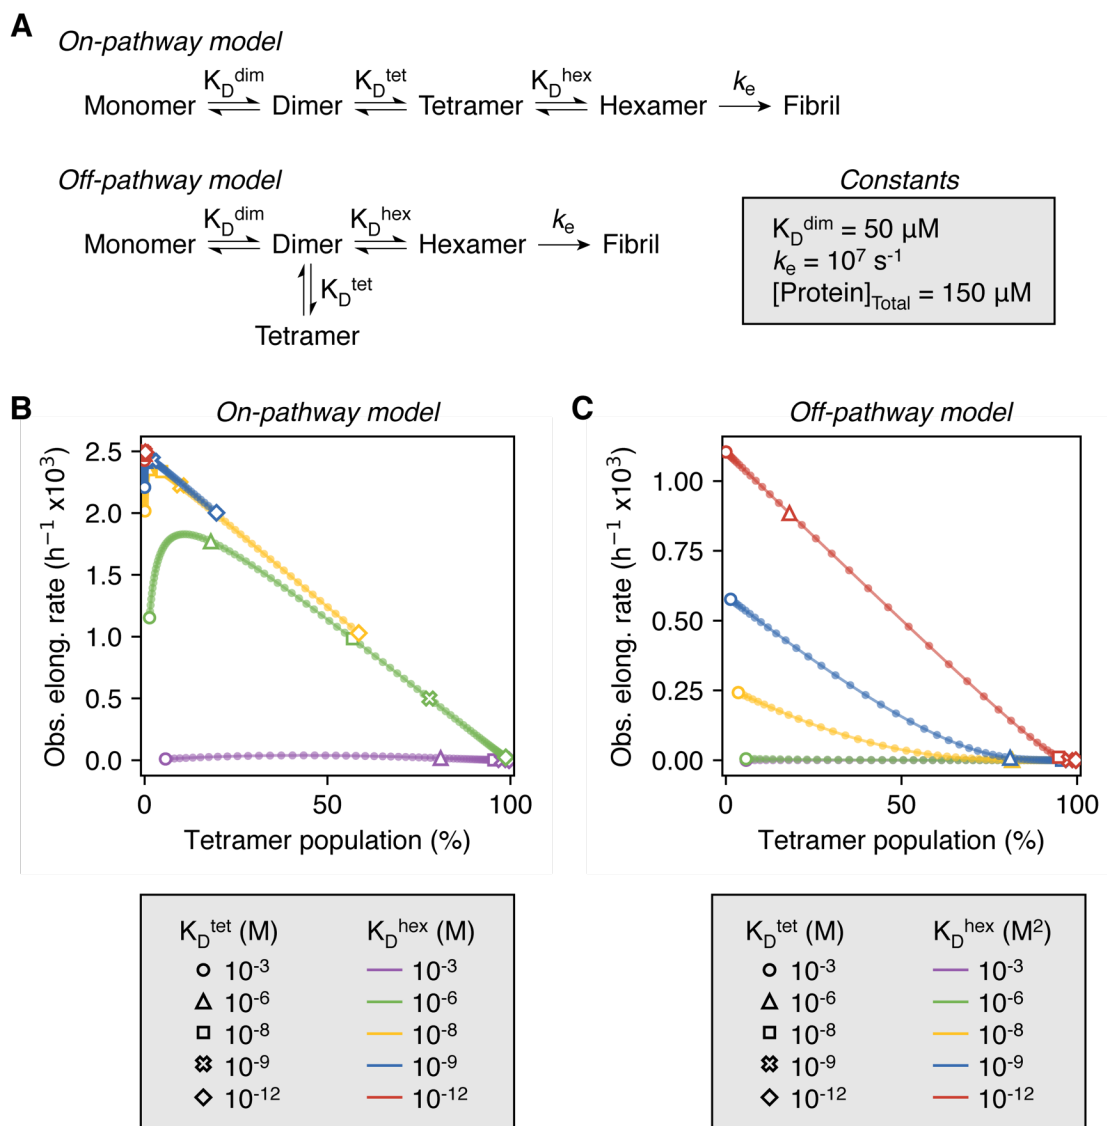 A
On-pathway model
Monomer K_D^dim Dimer K_D^tet Tetramer K_D^hex Hexamer k_e Fibril
Off-pathway model
Monomer K_D^dim Dimer K_D^hex Hexamer k_e Fibril
K_D^tet
Tetramer
Constants
K_D^dim = 50 µM
k_e = 10^7 s^-1
[Protein]_Total = 150 µM
B
On-pathway model
Obs. elong. rate (h^−1 x10^3)
2.5
2.0
1.5
1.0
0.5
0.0
0 50 100
Tetramer population (%)
K_D^tet (M) K_D^hex (M)
10^-3 10^-3
10^-6 10^-6
10^-8 10^-8
10^-9 10^-9
10^-12 10^-12
C
Off-pathway model
Obs. elong. rate (h^−1 x10^3)
1.00
0.75
0.50
0.25
0.00
0 50 100
Tetramer population (%)
K_D^tet (M) K_D^hex (M^2)
10^-3 10^-3
10^-6 10^-6
10^-8 10^-8
10^-9 10^-9
10^-12 10^-12